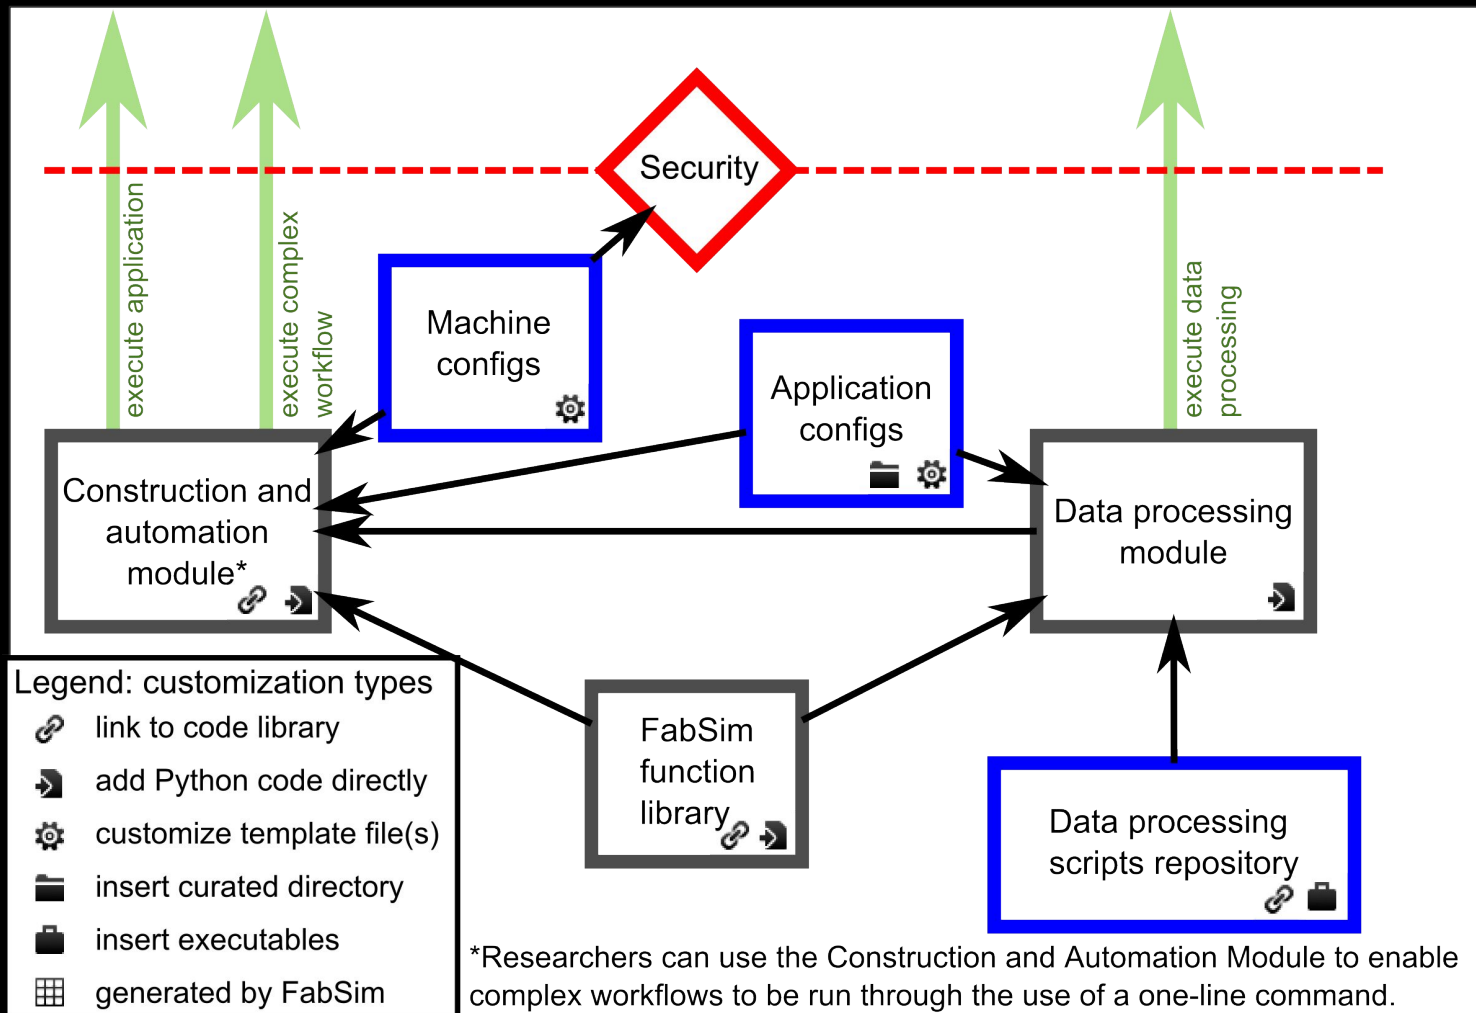 Security
execute application
execute complex
workflow
execute data
processing
Machine
configs
Application
configs
Construction and
automation
module*
Data processing
module
FabSim
function
library
Data processing
scripts repository
Legend: customization types
link to code library
add Python code directly
customize template file(s)
insert curated directory
insert executables
generated by FabSim
*Researchers can use the Construction and Automation Module to enable
complex workflows to be run through the use of a one-line command.